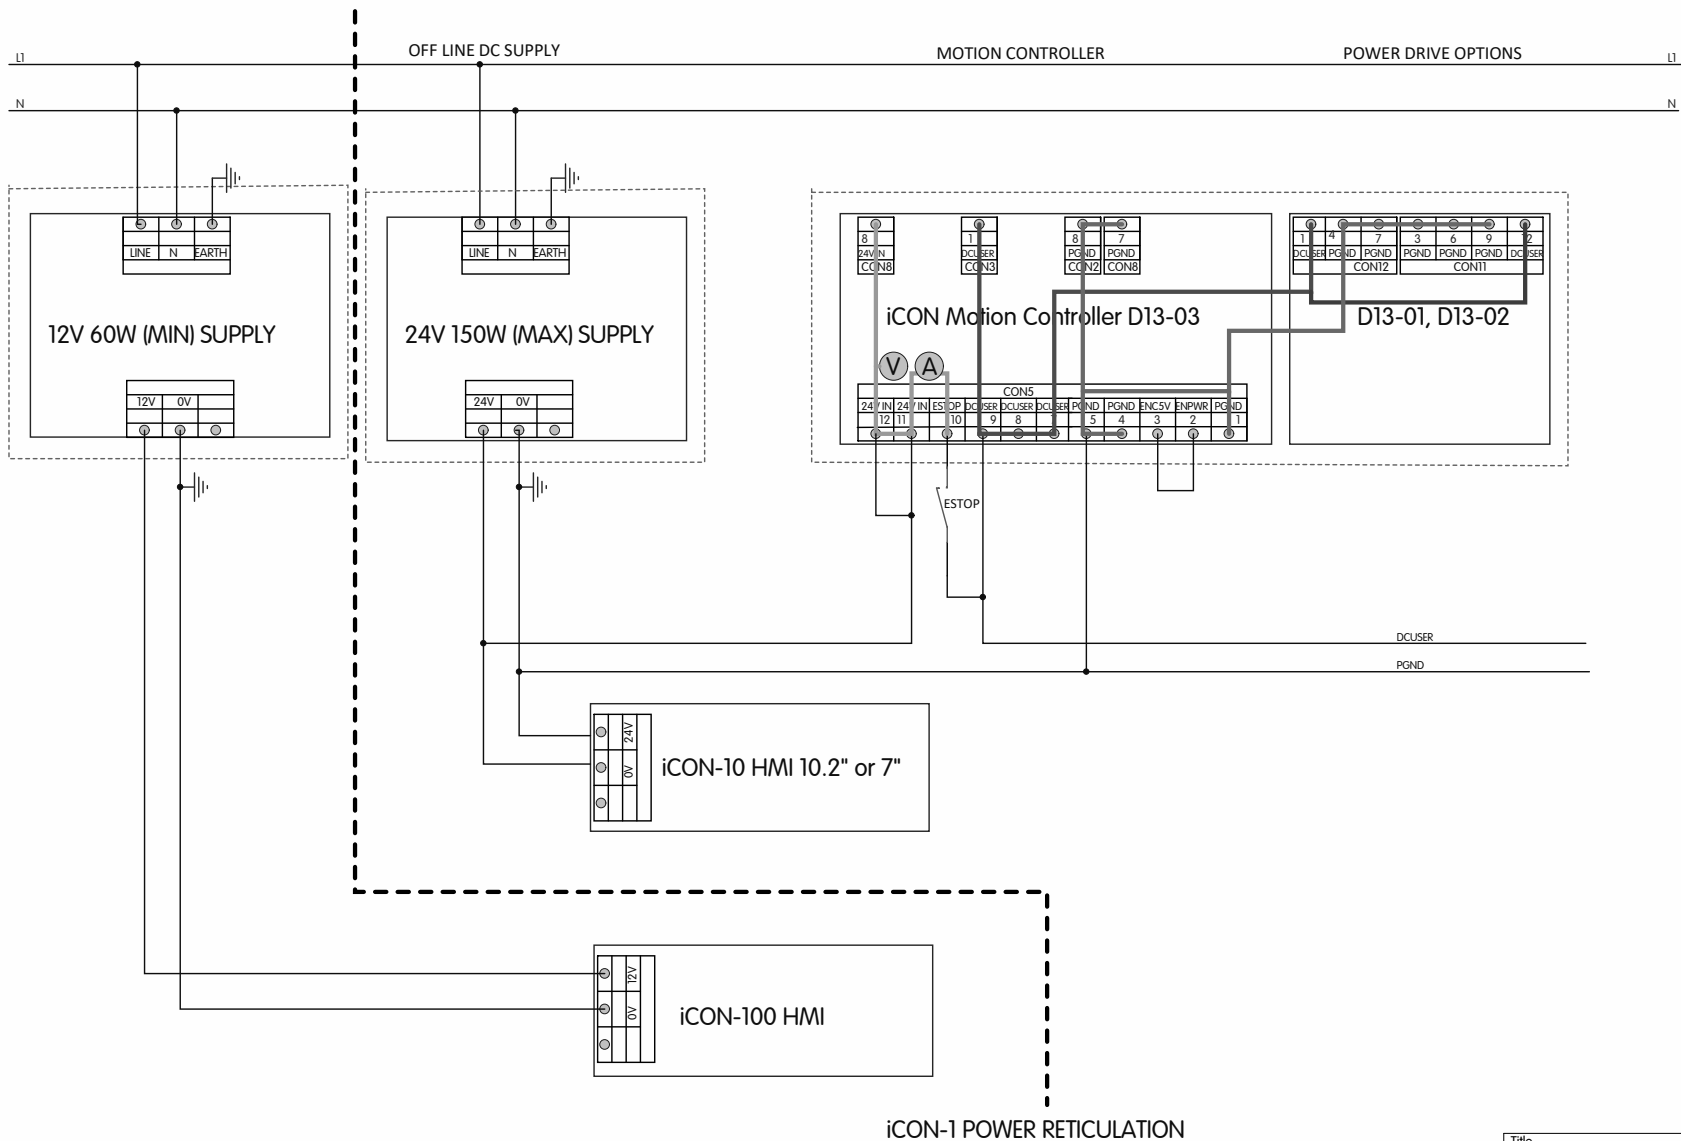 OFF LINE DC SUPPLY
MOTION CONTROLLER
POWER DRIVE OPTIONS
L1
L1
N
N
LINE N EARTH
12V 60W (MIN) SUPPLY
12V 0V
LINE N EARTH
24V 150W (MAX) SUPPLY
24V 0V
8
24V IN
CON8
1
DCUSER
CON3
8
PGND
CON2
7
PGND
CON8
1 4 7 3 6 9 12
DCUSER PGND PGND PGND PGND PGND DCUSER
CON12 CON11
iCON Motion Controller D13-03
D13-01, D13-02
V A
CON5
24V IN 24V IN ESTOP DCUSER DCUSER DCUSER PGND PGND ENC5V ENPWR PGND
12 11 10 9 8 7 5 4 3 2 1
ESTOP
DCUSER
PGND
24V
0V
iCON-10 HMI 10.2" or 7"
12V
0V
iCON-100 HMI
iCON-1 POWER RETICULATION
Title